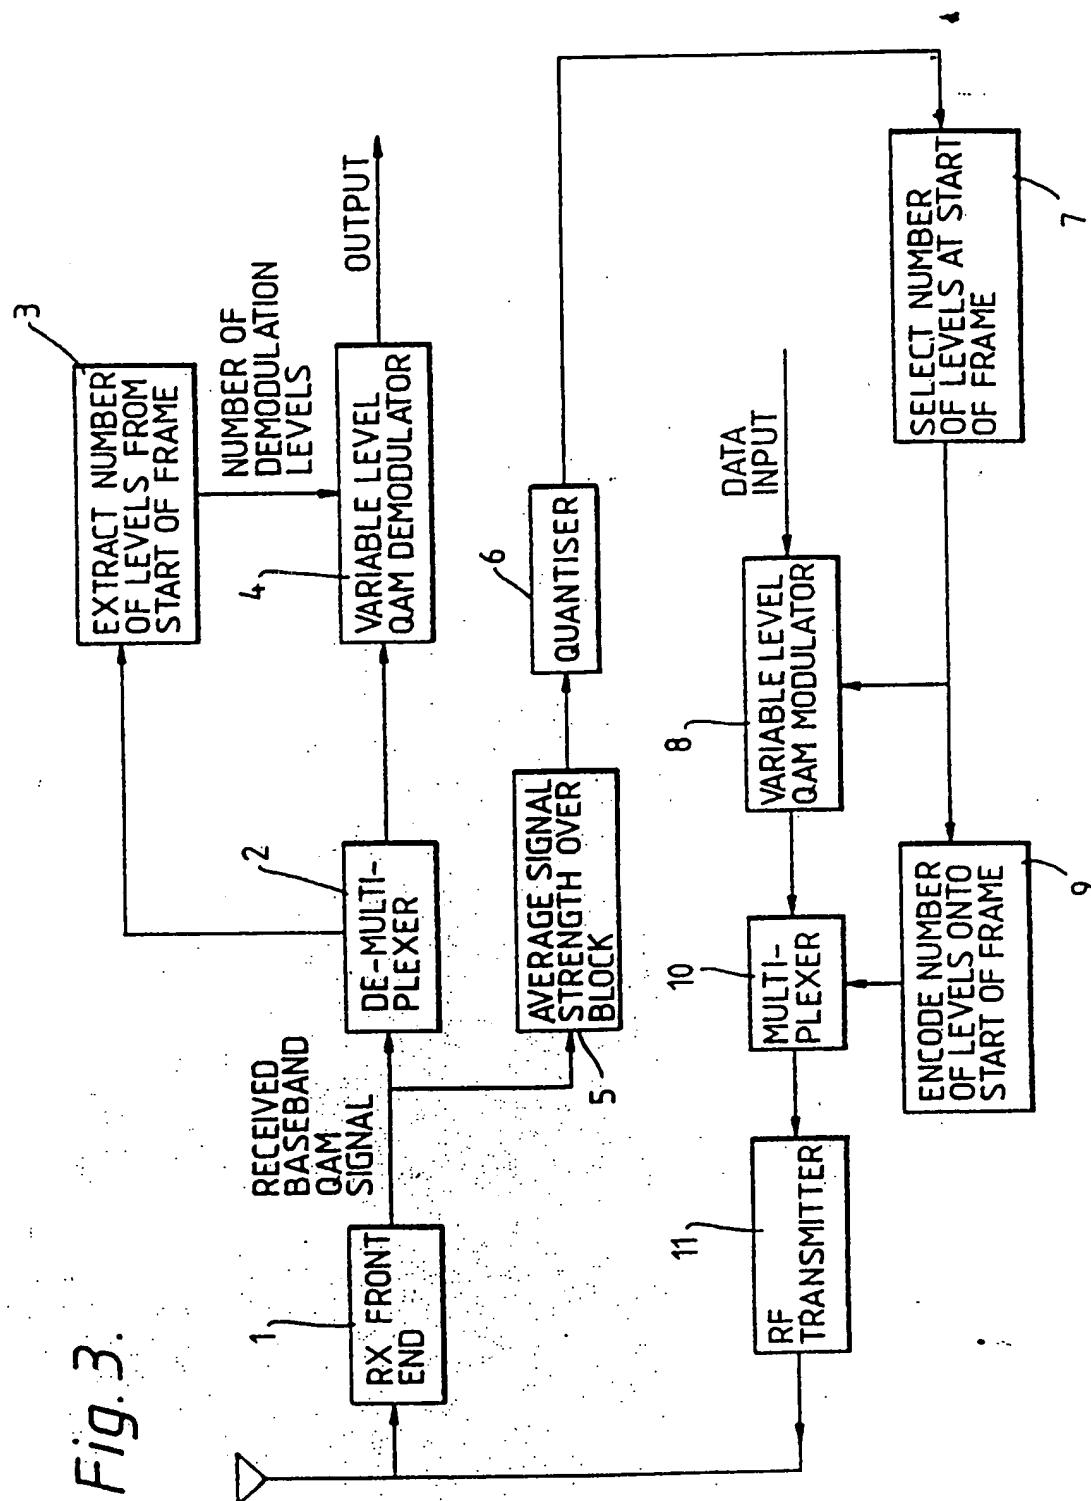 Fig. 3.
3
EXTRACT NUMBER
OF LEVELS FROM
START OF FRAME
NUMBER OF
DEMODULATION
LEVELS
1
RX FRONT
END
RECEIVED
BASEBAND
QAM
SIGNAL
2
DE-MULTI-
PLEXER
4
VARIABLE LEVEL
QAM DEMODULATOR
OUTPUT
5
AVERAGE SIGNAL
STRENGTH OVER
BLOCK
6
QUANTISER
11
RF
TRANSMITTER
10
MULTI-
PLEXER
8
VARIABLE LEVEL
QAM MODULATOR
DATA
INPUT
9
ENCODE NUMBER
OF LEVELS ONTO
START OF FRAME
7
SELECT NUMBER
OF LEVELS AT START
OF FRAME